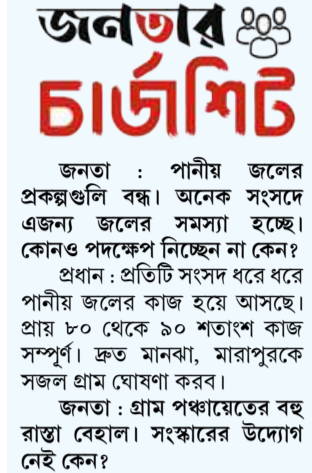 জনতার
চার্জশিট
জনতা : পানীয় জলের
প্রকল্পগুলি বন্ধ। অনেক সংসদে
এজন্য জলের সমস্যা হচ্ছে।
কোনও পদক্ষেপ নিচ্ছেন না কেন?
প্রধান : প্রতিটি সংসদ ধরে ধরে
পানীয় জলের কাজ হয়ে আসছে।
প্রায় ৮০ থেকে ৯০ শতাংশ কাজ
সম্পূর্ণ। দ্রুত মানঝা, মারাপুরকে
সজল গ্রাম ঘোষণা করব।
জনতা : গ্রাম পঞ্চায়েতের বহু
রাস্তা বেহাল। সংস্কারের উদ্যোগ
নেই কেন?